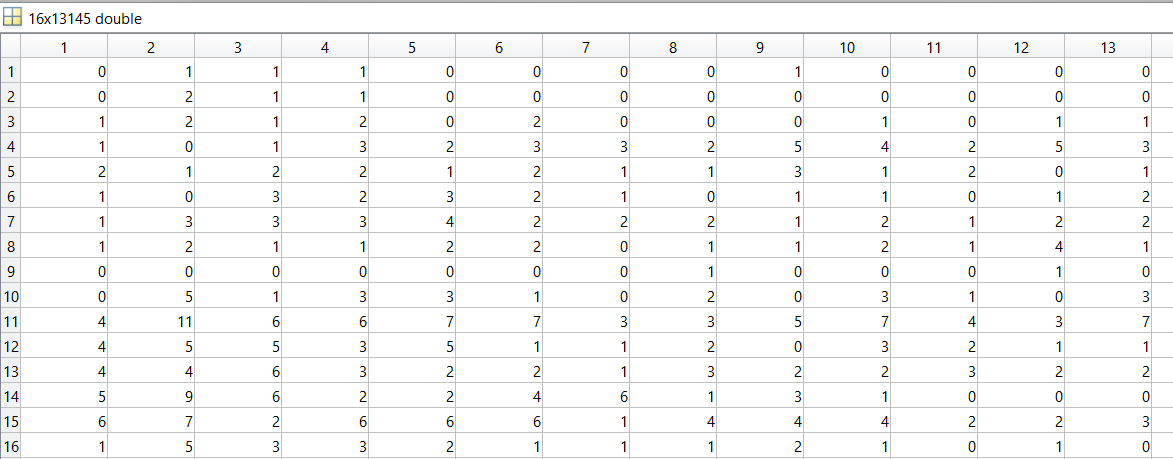 16x13145 double
1 2 3 4 5 6 7 8 9 10 11 12 13
1 0 1 1 1 0 0 0 0 1 0 0 0 0
2 0 2 1 1 0 0 0 0 0 0 0 0 0
3 1 2 1 2 0 2 0 0 0 1 0 1 1
4 1 0 1 3 2 3 3 2 5 4 2 5 3
5 2 1 2 2 1 2 1 1 3 1 2 0 1
6 1 0 3 2 3 2 1 0 1 1 0 1 2
7 1 3 3 3 4 2 2 2 1 2 1 2 2
8 1 2 1 1 2 2 0 1 1 2 1 4 1
9 0 0 0 0 0 0 0 1 0 0 0 1 0
10 0 5 1 3 3 1 0 2 0 3 1 0 3
11 4 11 6 6 7 7 3 3 5 7 4 3 7
12 4 5 5 3 5 1 1 2 0 3 2 1 1
13 4 4 6 3 2 2 1 3 2 2 3 2 2
14 5 9 6 2 2 4 6 1 3 1 0 0 0
15 6 7 2 6 6 6 1 4 4 4 2 2 3
16 1 5 3 3 2 1 1 1 2 1 0 1 0